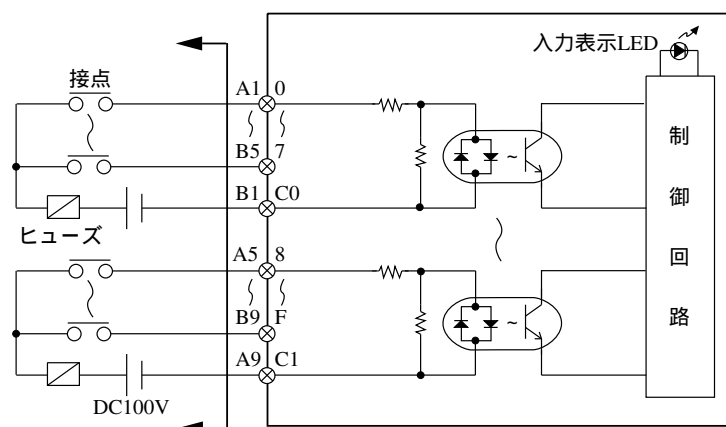 入力表示LED
接点
A1 0
B5 7
B1 C0
ヒューズ
A5 8
B9 F
A9 C1
DC100V
制御回路
~
~